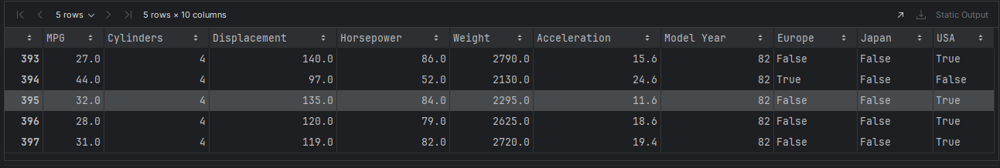 5 rows 5 rows × 10 columns Static Output
MPG Cylinders Displacement Horsepower Weight Acceleration Model Year Europe Japan USA
393 27.0 4 140.0 86.0 2790.0 15.6 82 False False True
394 44.0 4 97.0 52.0 2130.0 24.6 82 True False False
395 32.0 4 135.0 84.0 2295.0 11.6 82 False False True
396 28.0 4 120.0 79.0 2625.0 18.6 82 False False True
397 31.0 4 119.0 82.0 2720.0 19.4 82 False False True